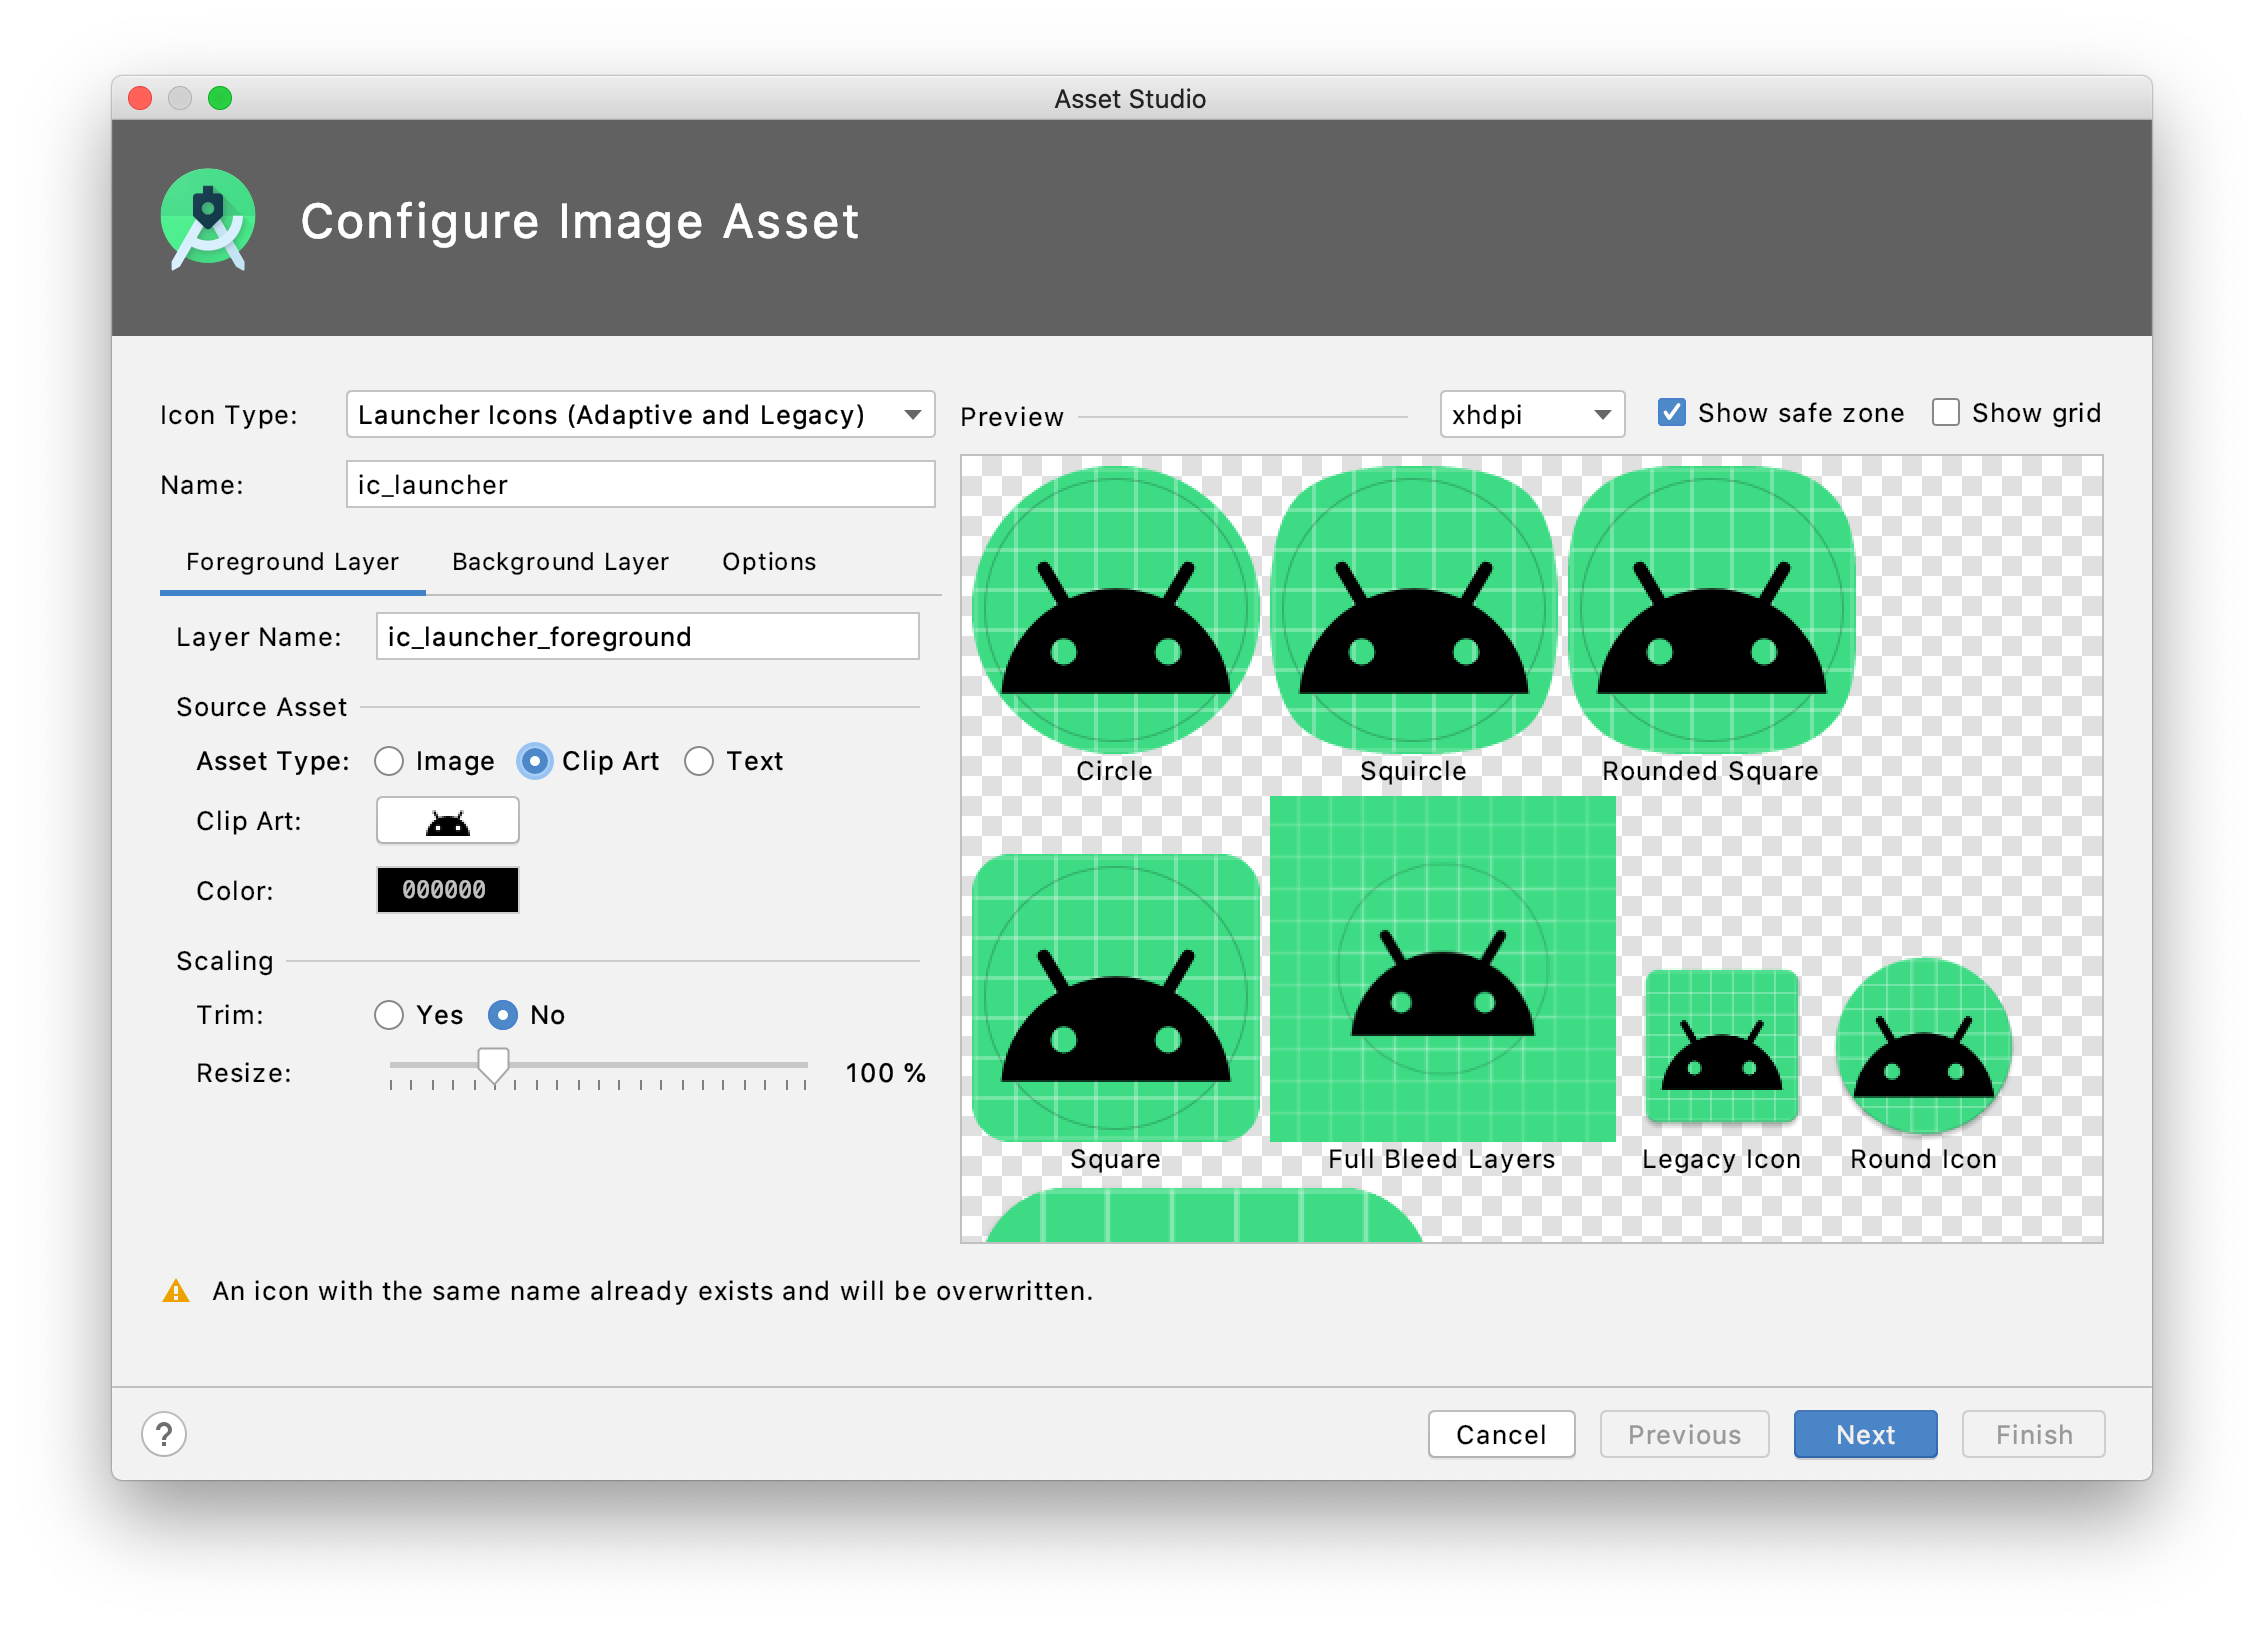 Asset Studio
Configure Image Asset
Icon Type: Launcher Icons (Adaptive and Legacy)
Name: ic_launcher
Foreground Layer Background Layer Options
Layer Name: ic_launcher_foreground
Source Asset
Asset Type: Image Clip Art Text
Clip Art:
Color: 000000
Scaling
Trim: Yes No
Resize: 100 %
Preview xhdpi Show safe zone Show grid
Circle Squircle Rounded Square
Square Full Bleed Layers Legacy Icon Round Icon
An icon with the same name already exists and will be overwritten.
? Cancel Previous Next Finish